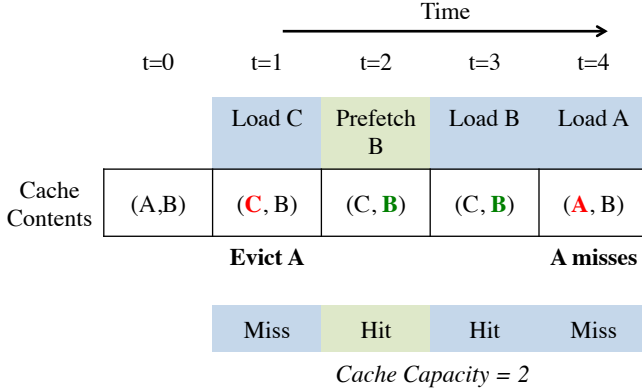 Time
t=0 t=1 t=2 t=3 t=4
Load C Prefetch B Load B Load A
Cache Contents (A,B) (C, B) (C, B) (C, B) (A, B)
Evict A A misses
Miss Hit Hit Miss
Cache Capacity = 2